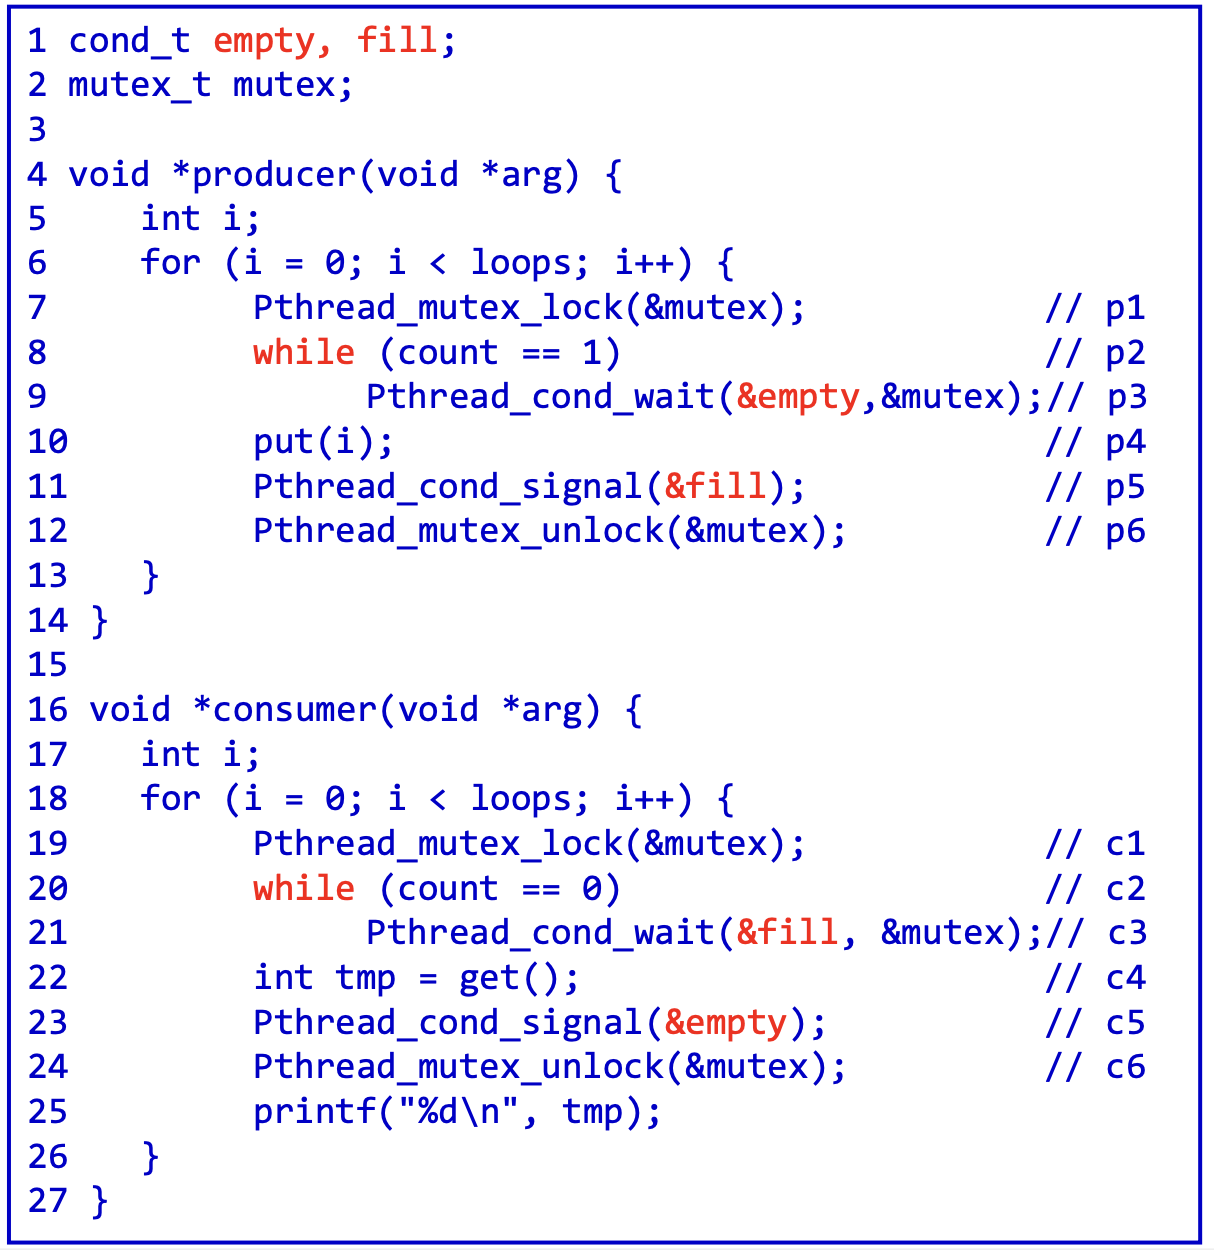 1 cond_t empty, fill;
2 mutex_t mutex;
3
4 void *producer(void *arg) {
5 int i;
6 for (i = 0; i < loops; i++) {
7 Pthread_mutex_lock(&mutex); // p1
8 while (count == 1) // p2
9 Pthread_cond_wait(&empty,&mutex);// p3
10 put(i); // p4
11 Pthread_cond_signal(&fill); // p5
12 Pthread_mutex_unlock(&mutex); // p6
13 }
14 }
15
16 void *consumer(void *arg) {
17 int i;
18 for (i = 0; i < loops; i++) {
19 Pthread_mutex_lock(&mutex); // c1
20 while (count == 0) // c2
21 Pthread_cond_wait(&fill, &mutex);// c3
22 int tmp = get(); // c4
23 Pthread_cond_signal(&empty); // c5
24 Pthread_mutex_unlock(&mutex); // c6
25 printf("%d\n", tmp);
26 }
27 }